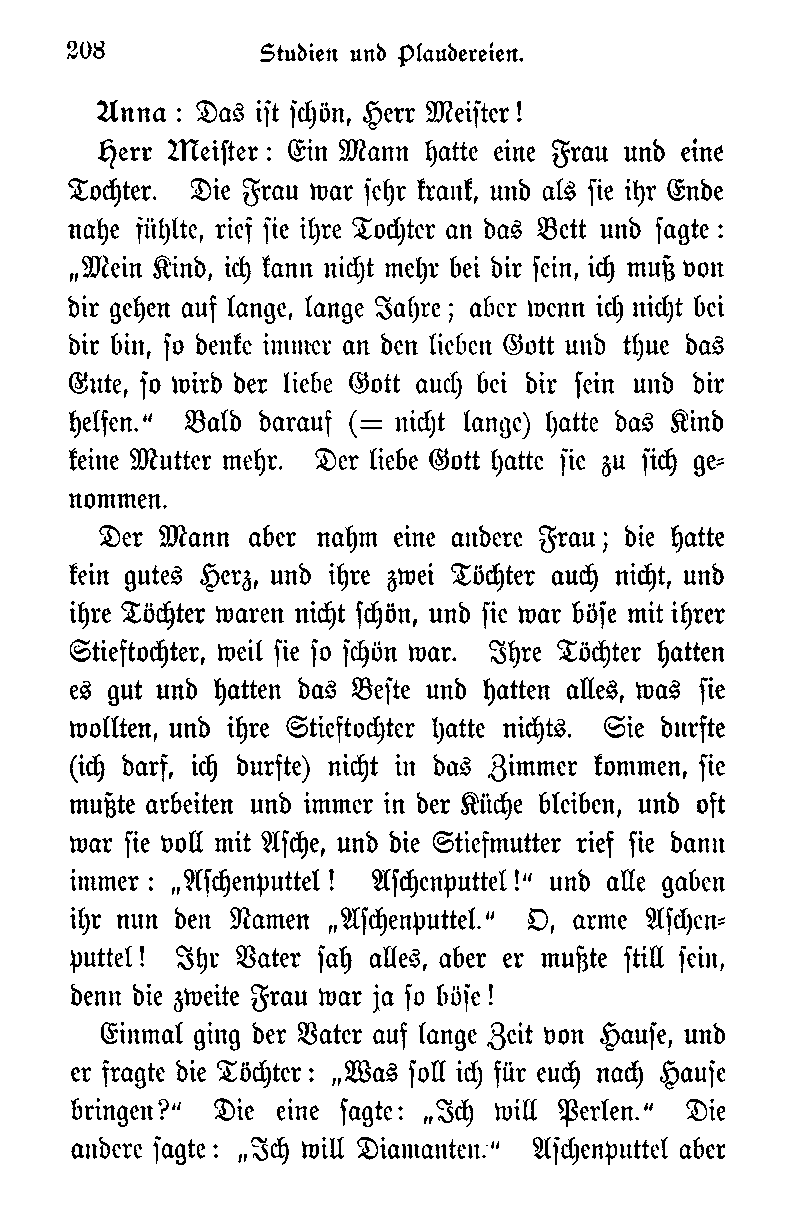 208 Studien und Plaudereien.
Anna : Das ist schön, Herr Meister!
Herr Meister : Ein Mann hatte eine Frau und eine
Tochter. Die Frau war sehr krank, und als sie ihr Ende
nahe fühlte, rief sie ihre Tochter an das Bett und sagte :
„Mein Kind, ich kann nicht mehr bei dir sein, ich muß von
dir gehen auf lange, lange Jahre ; aber wenn ich nicht bei
dir bin, so denke immer an den lieben Gott und thue das
Gute, so wird der liebe Gott auch bei dir sein und dir
helfen.“ Bald darauf (= nicht lange) hatte das Kind
keine Mutter mehr. Der liebe Gott hatte sie zu sich ge-
nommen.
Der Mann aber nahm eine andere Frau ; die hatte
kein gutes Herz, und ihre zwei Töchter auch nicht, und
ihre Töchter waren nicht schön, und sie war böse mit ihrer
Stieftochter, weil sie so schön war. Ihre Töchter hatten
es gut und hatten das Beste und hatten alles, was sie
wollten, und ihre Stieftochter hatte nichts. Sie durfte
(ich darf, ich durfte) nicht in das Zimmer kommen, sie
mußte arbeiten und immer in der Küche bleiben, und oft
war sie voll mit Asche, und die Stiefmutter rief sie dann
immer : „Aschenputtel! Aschenputtel!“ und alle gaben
ihr nun den Namen „Aschenputtel.“ O, arme Aschen-
puttel! Ihr Vater sah alles, aber er mußte still sein,
denn die zweite Frau war ja so böse!
Einmal ging der Vater auf lange Zeit von Hause, und
er fragte die Töchter : „Was soll ich für euch nach Hause
bringen?“ Die eine sagte : „Ich will Perlen.“ Die
andere sagte : „Ich will Diamanten.“ Aschenputtel aber